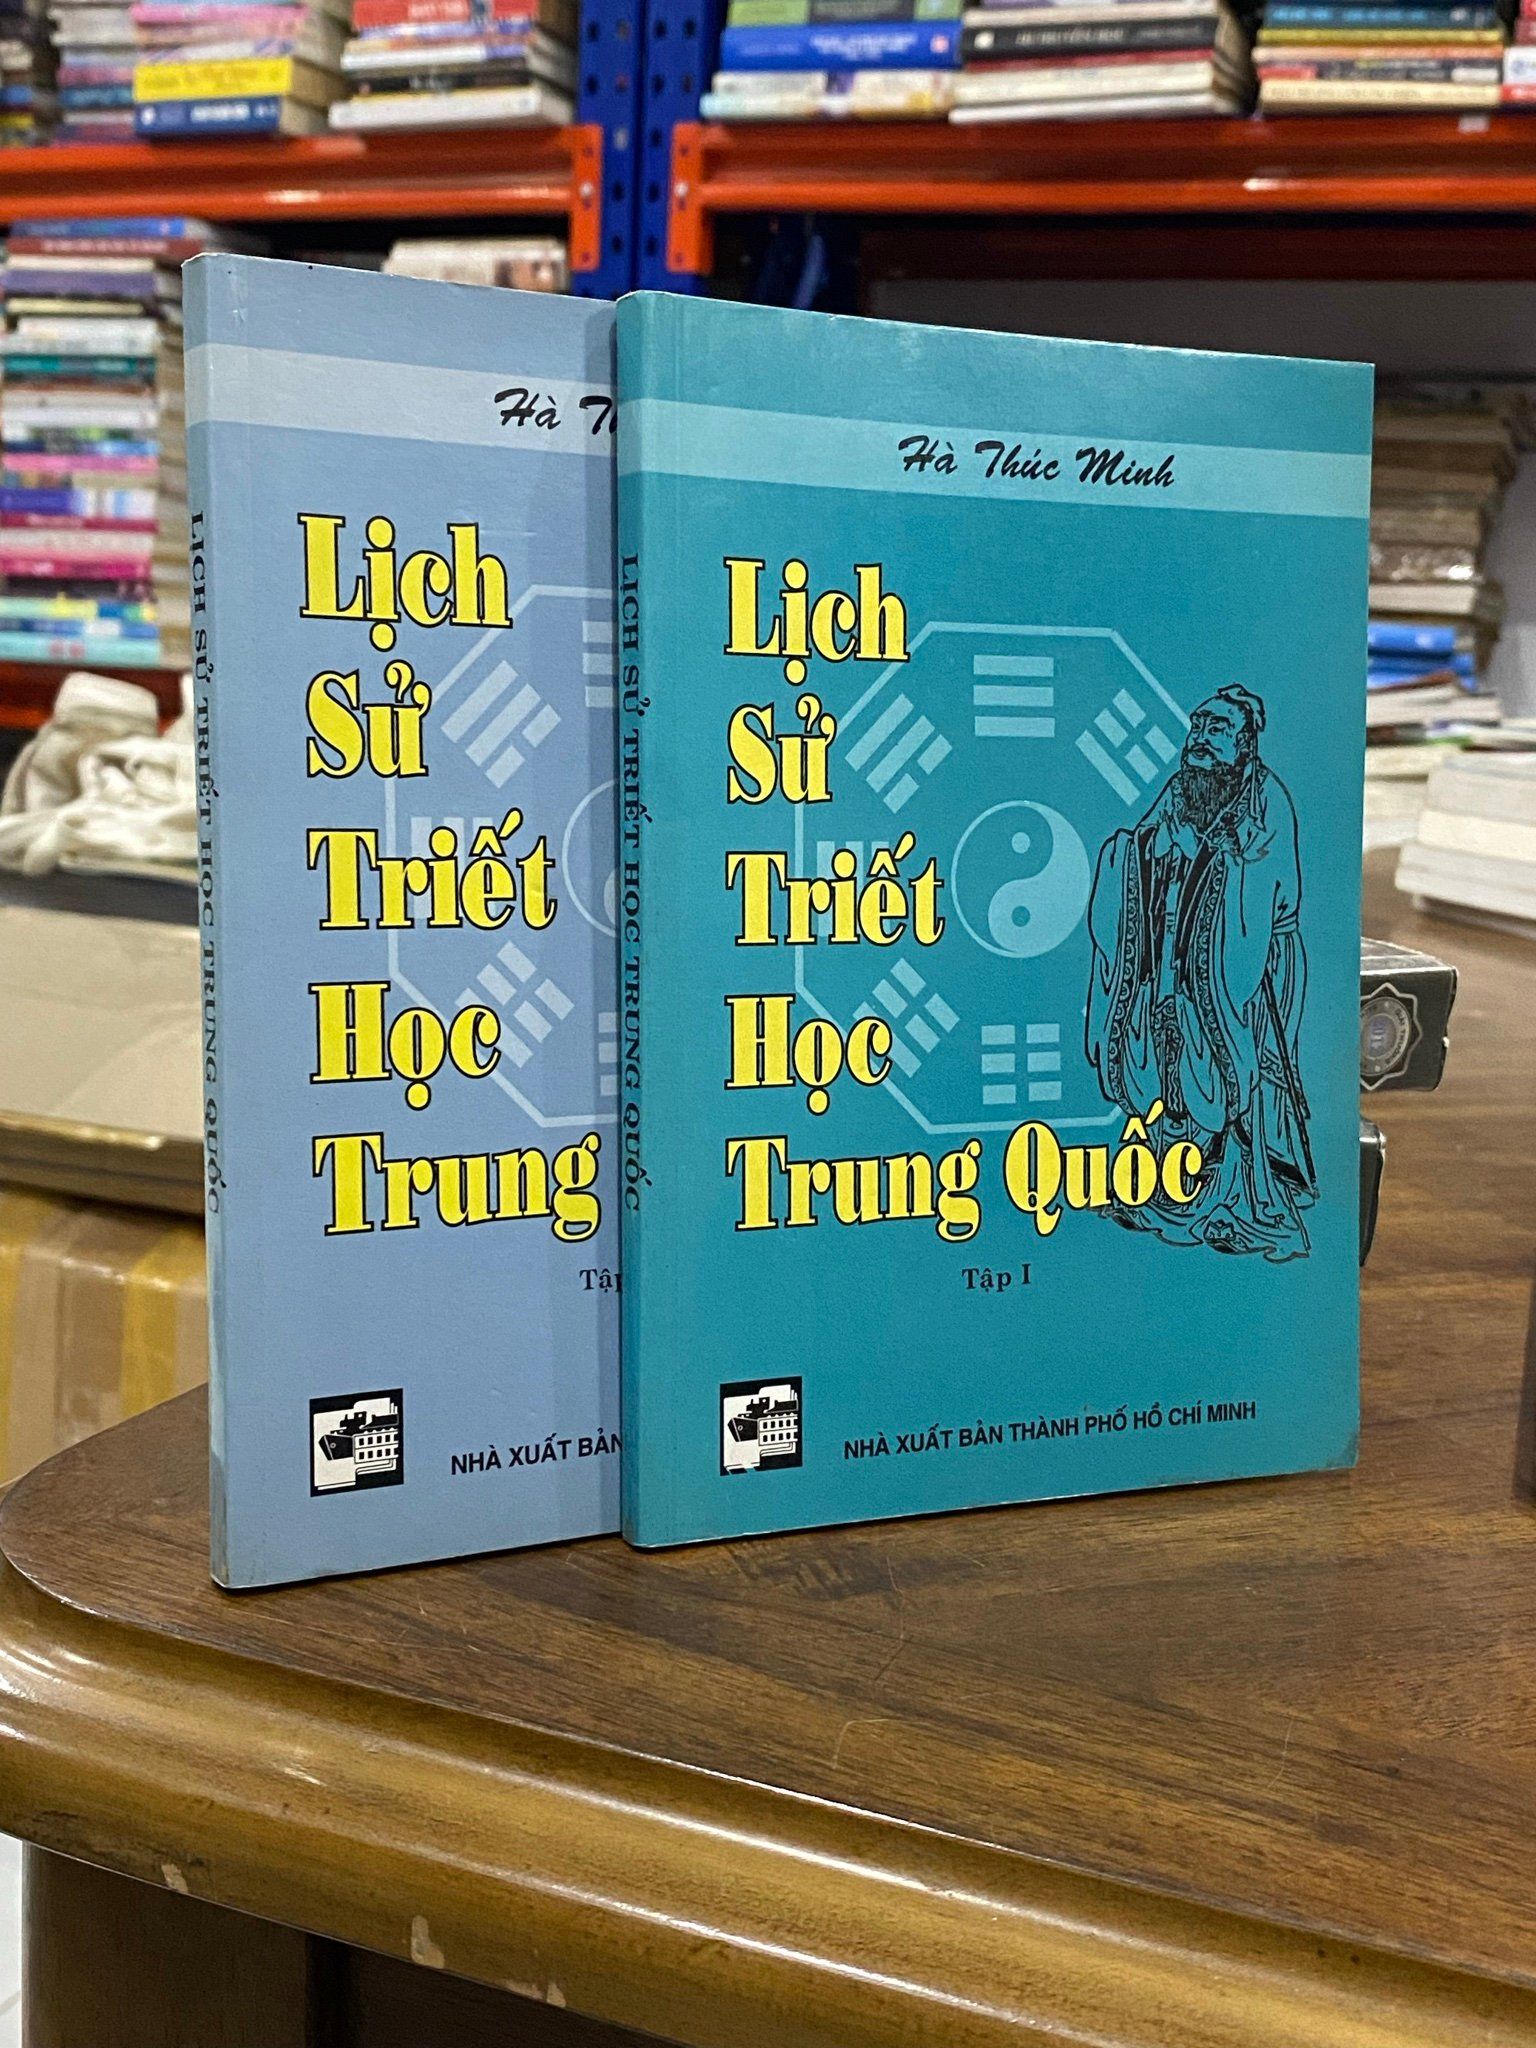 Hà
Lịch
Sử
Triết
Học
Trung
NHÀ XUẤT BẢN
LỊCH SỬ TRIẾT HỌC TRUNG QUỐC
Hà Thúc Minh
Lịch
Sử
Triết
Học
Trung Quốc
Tập I
NHÀ XUẤT BẢN THÀNH PHỐ HỒ CHÍ MINH
LỊCH SỬ TRIẾT HỌC TRUNG QUỐC